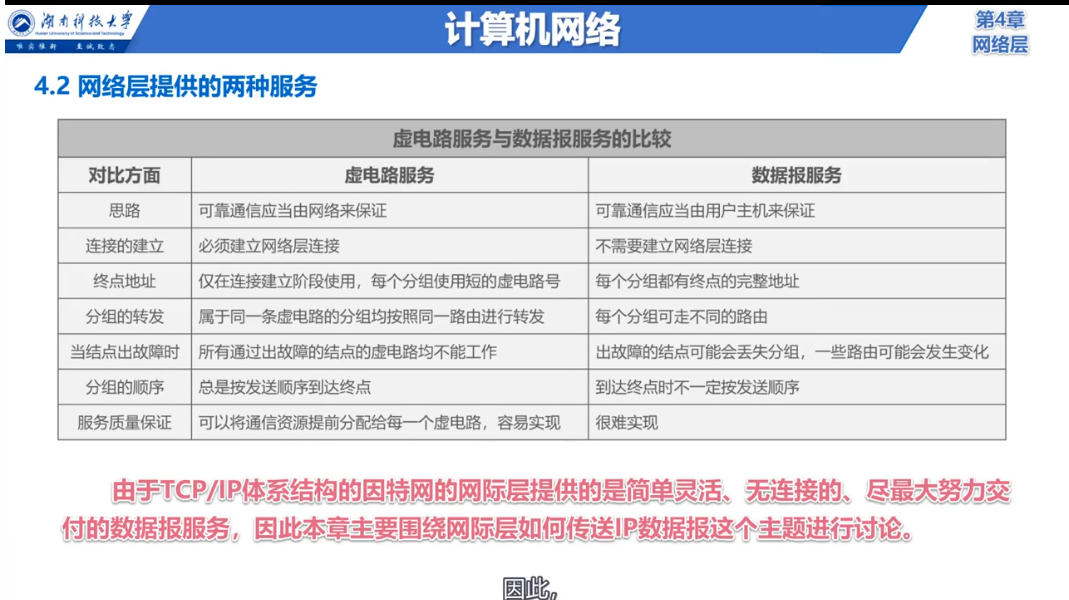 湖南科技大学
Hunan University of Science and Technology
唯实惟新 至诚致志
计算机网络
第4章
网络层
4.2 网络层提供的两种服务
虚电路服务与数据报服务的比较
对比方面 虚电路服务 数据报服务
思路 可靠通信应当由网络来保证 可靠通信应当由用户主机来保证
连接的建立 必须建立网络层连接 不需要建立网络层连接
终点地址 仅在连接建立阶段使用，每个分组使用短的虚电路号 每个分组都有终点的完整地址
分组的转发 属于同一条虚电路的分组均按照同一路由进行转发 每个分组可走不同的路由
当结点出故障时 所有通过出故障的结点的虚电路均不能工作 出故障的结点可能会丢失分组，一些路由可能会发生变化
分组的顺序 总是按发送顺序到达终点 到达终点时不一定按发送顺序
服务质量保证 可以将通信资源提前分配给每一个虚电路，容易实现 很难实现
由于TCP/IP体系结构的因特网的网际层提供的是简单灵活、无连接的、尽最大努力交
付的数据报服务，因此本章主要围绕网际层如何传送IP数据报这个主题进行讨论。
因此,